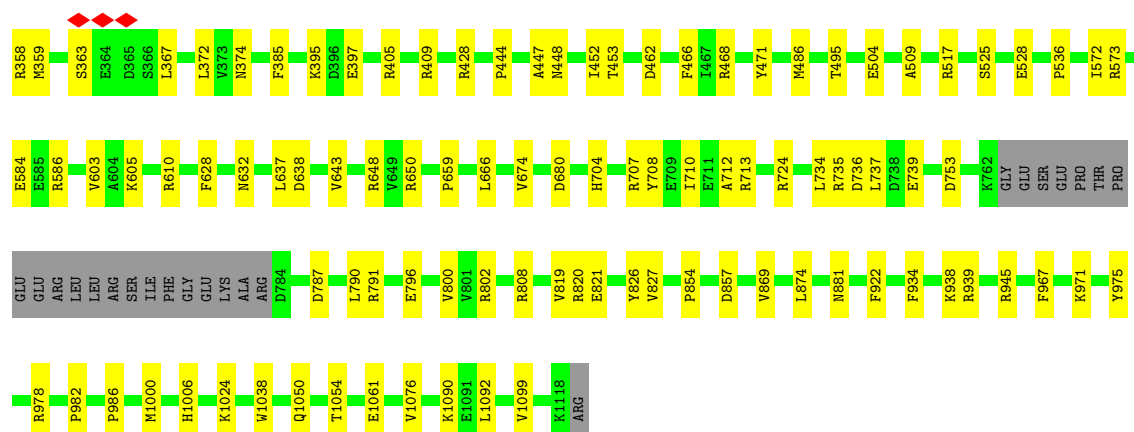 R358 M359 S363 E364 D365 S366 L367 L372 V373 N374 F385 K395 D396 E397 R405 R409 R428 P444 A447 N448 I452 T453 D462 F466 I467 R468 Y471 M486 T495 E504 A509 R517 S525 E528 P536 I572 R573
E584 E585 R586 V603 A604 K605 R610 F628 N632 L637 D638 V643 R648 V649 R650 P659 L666 V674 D680 H704 R707 Y708 E709 I710 E711 A712 R713 R724 L734 R735 D736 L737 D738 E739 D753 K762 GLY GLU SER GLU PRO THR PRO
GLU GLU ARG LEU LEU ARG SER ILE PHE GLY GLU LYS ALA ARG D784 D787 L790 R791 E796 V800 V801 R802 R808 V819 R820 E821 Y826 V827 P854 D857 V869 L874 N881 F922 F934 K938 R939 R945 F967 K971 Y975
R978 P982 P986 M1000 H1006 K1024 W1038 Q1050 T1054 E1061 V1076 K1090 E1091 L1092 V1099 K1118 ARG